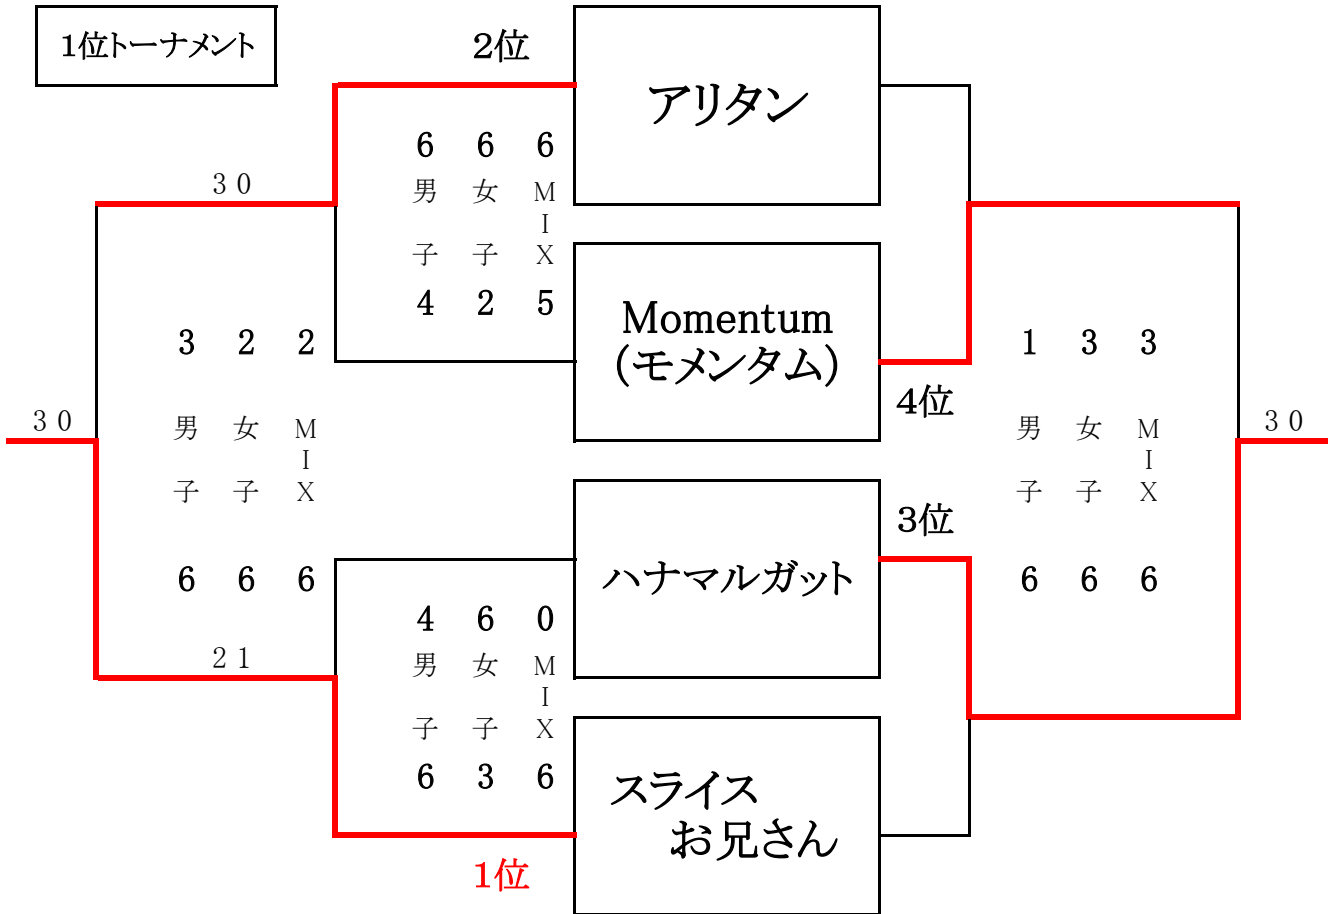 1位トーナメント
2位
アリタン
6 6 6
男子 女子 MIX
4 2 5
30
Momentum
(モメンタム)
4位
3 2 2
男子 女子 MIX
6 6 6
30
1 3 3
男子 女子 MIX
6 6 6
30
3位
ハナマルガット
4 6 0
男子 女子 MIX
6 3 6
21
スライス
お兄さん
1位